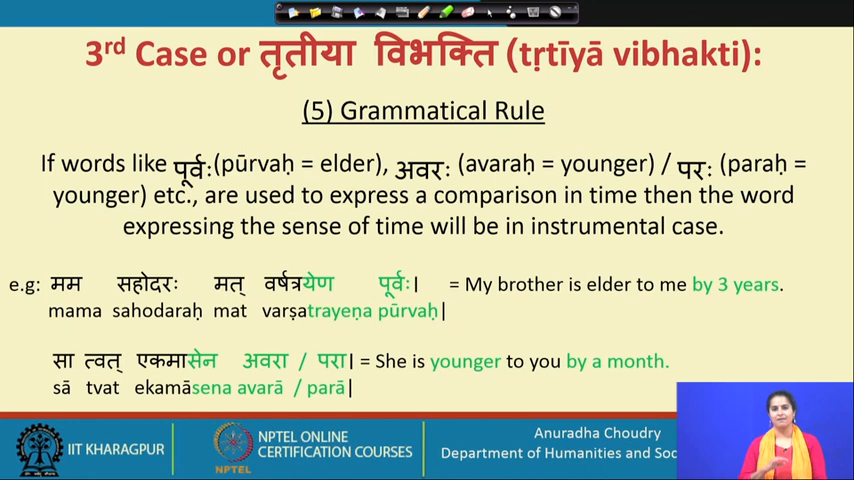 3rd Case or तृतीया विभक्ति (tṛtīyā vibhakti):
(5) Grammatical Rule
If words like पूर्वः(pūrvaḥ = elder), अवरः (avaraḥ = younger) / परः (paraḥ =
younger) etc., are used to express a comparison in time then the word
expressing the sense of time will be in instrumental case.
e.g: मम सहोदरः मत् वर्षत्रयेण पूर्वः। = My brother is elder to me by 3 years.
mama sahodaraḥ mat varṣatrayeṇa pūrvaḥ|
सा त्वत् एकमासेन अवरा / परा। = She is younger to you by a month.
sā tvat ekamāsena avarā / parā|
IIT KHARAGPUR
NPTEL
NPTEL ONLINE
CERTIFICATION COURSES
Anuradha Choudry
Department of Humanities and Soc